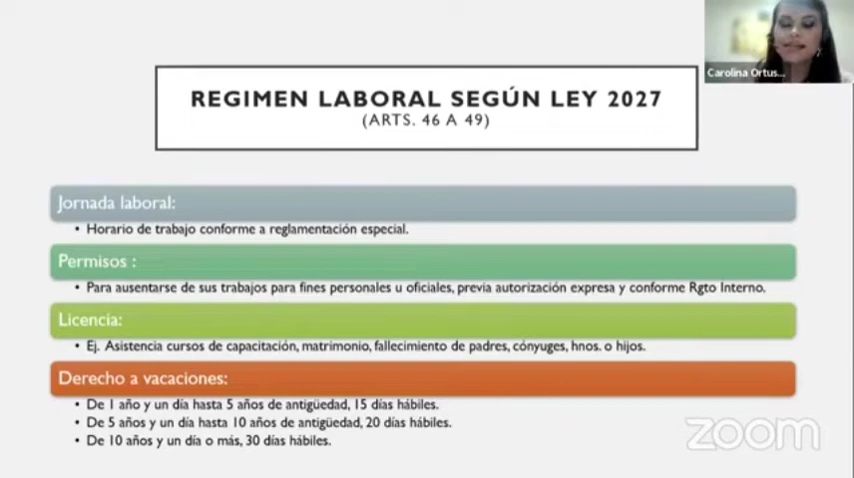 REGIMEN LABORAL SEGÚN LEY 2027
(ARTS. 46 A 49)
Carolina Ortus...
Jornada laboral:
• Horario de trabajo conforme a reglamentación especial.
Permisos :
• Para ausentarse de sus trabajos para fines personales u oficiales, previa autorización expresa y conforme Rgto Interno.
Licencia:
• Ej. Asistencia cursos de capacitación, matrimonio, fallecimiento de padres, cónyuges, hnos. o hijos.
Derecho a vacaciones:
• De 1 año y un día hasta 5 años de antigüedad, 15 días hábiles.
• De 5 años y un día hasta 10 años de antigüedad, 20 días hábiles.
• De 10 años y un día o más, 30 días hábiles.
zoom